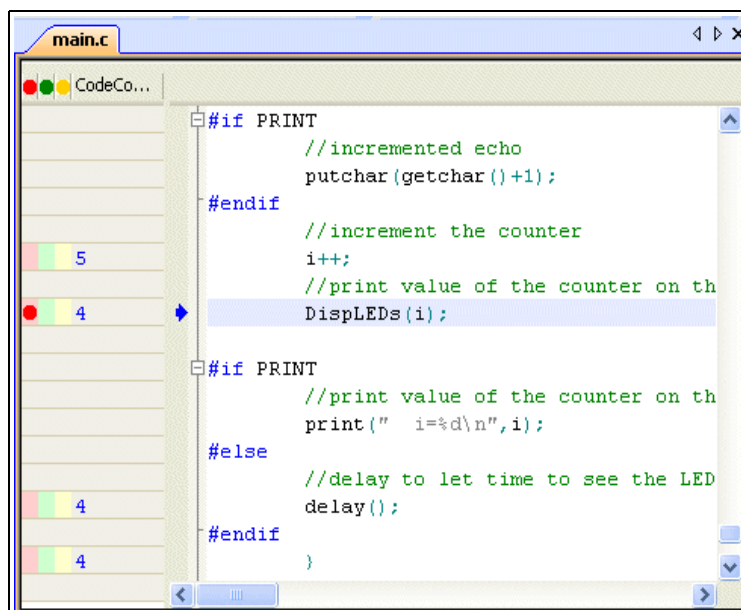 main.c
CodeCo...
#if PRINT
//incremented echo
putchar(getchar()+1);
#endif
//increment the counter
5 i++;
//print value of the counter on th
4 DispLEDs(i);
#if PRINT
//print value of the counter on th
print("  i=%d\n",i);
#else
//delay to let time to see the LED
4 delay();
#endif
4 }